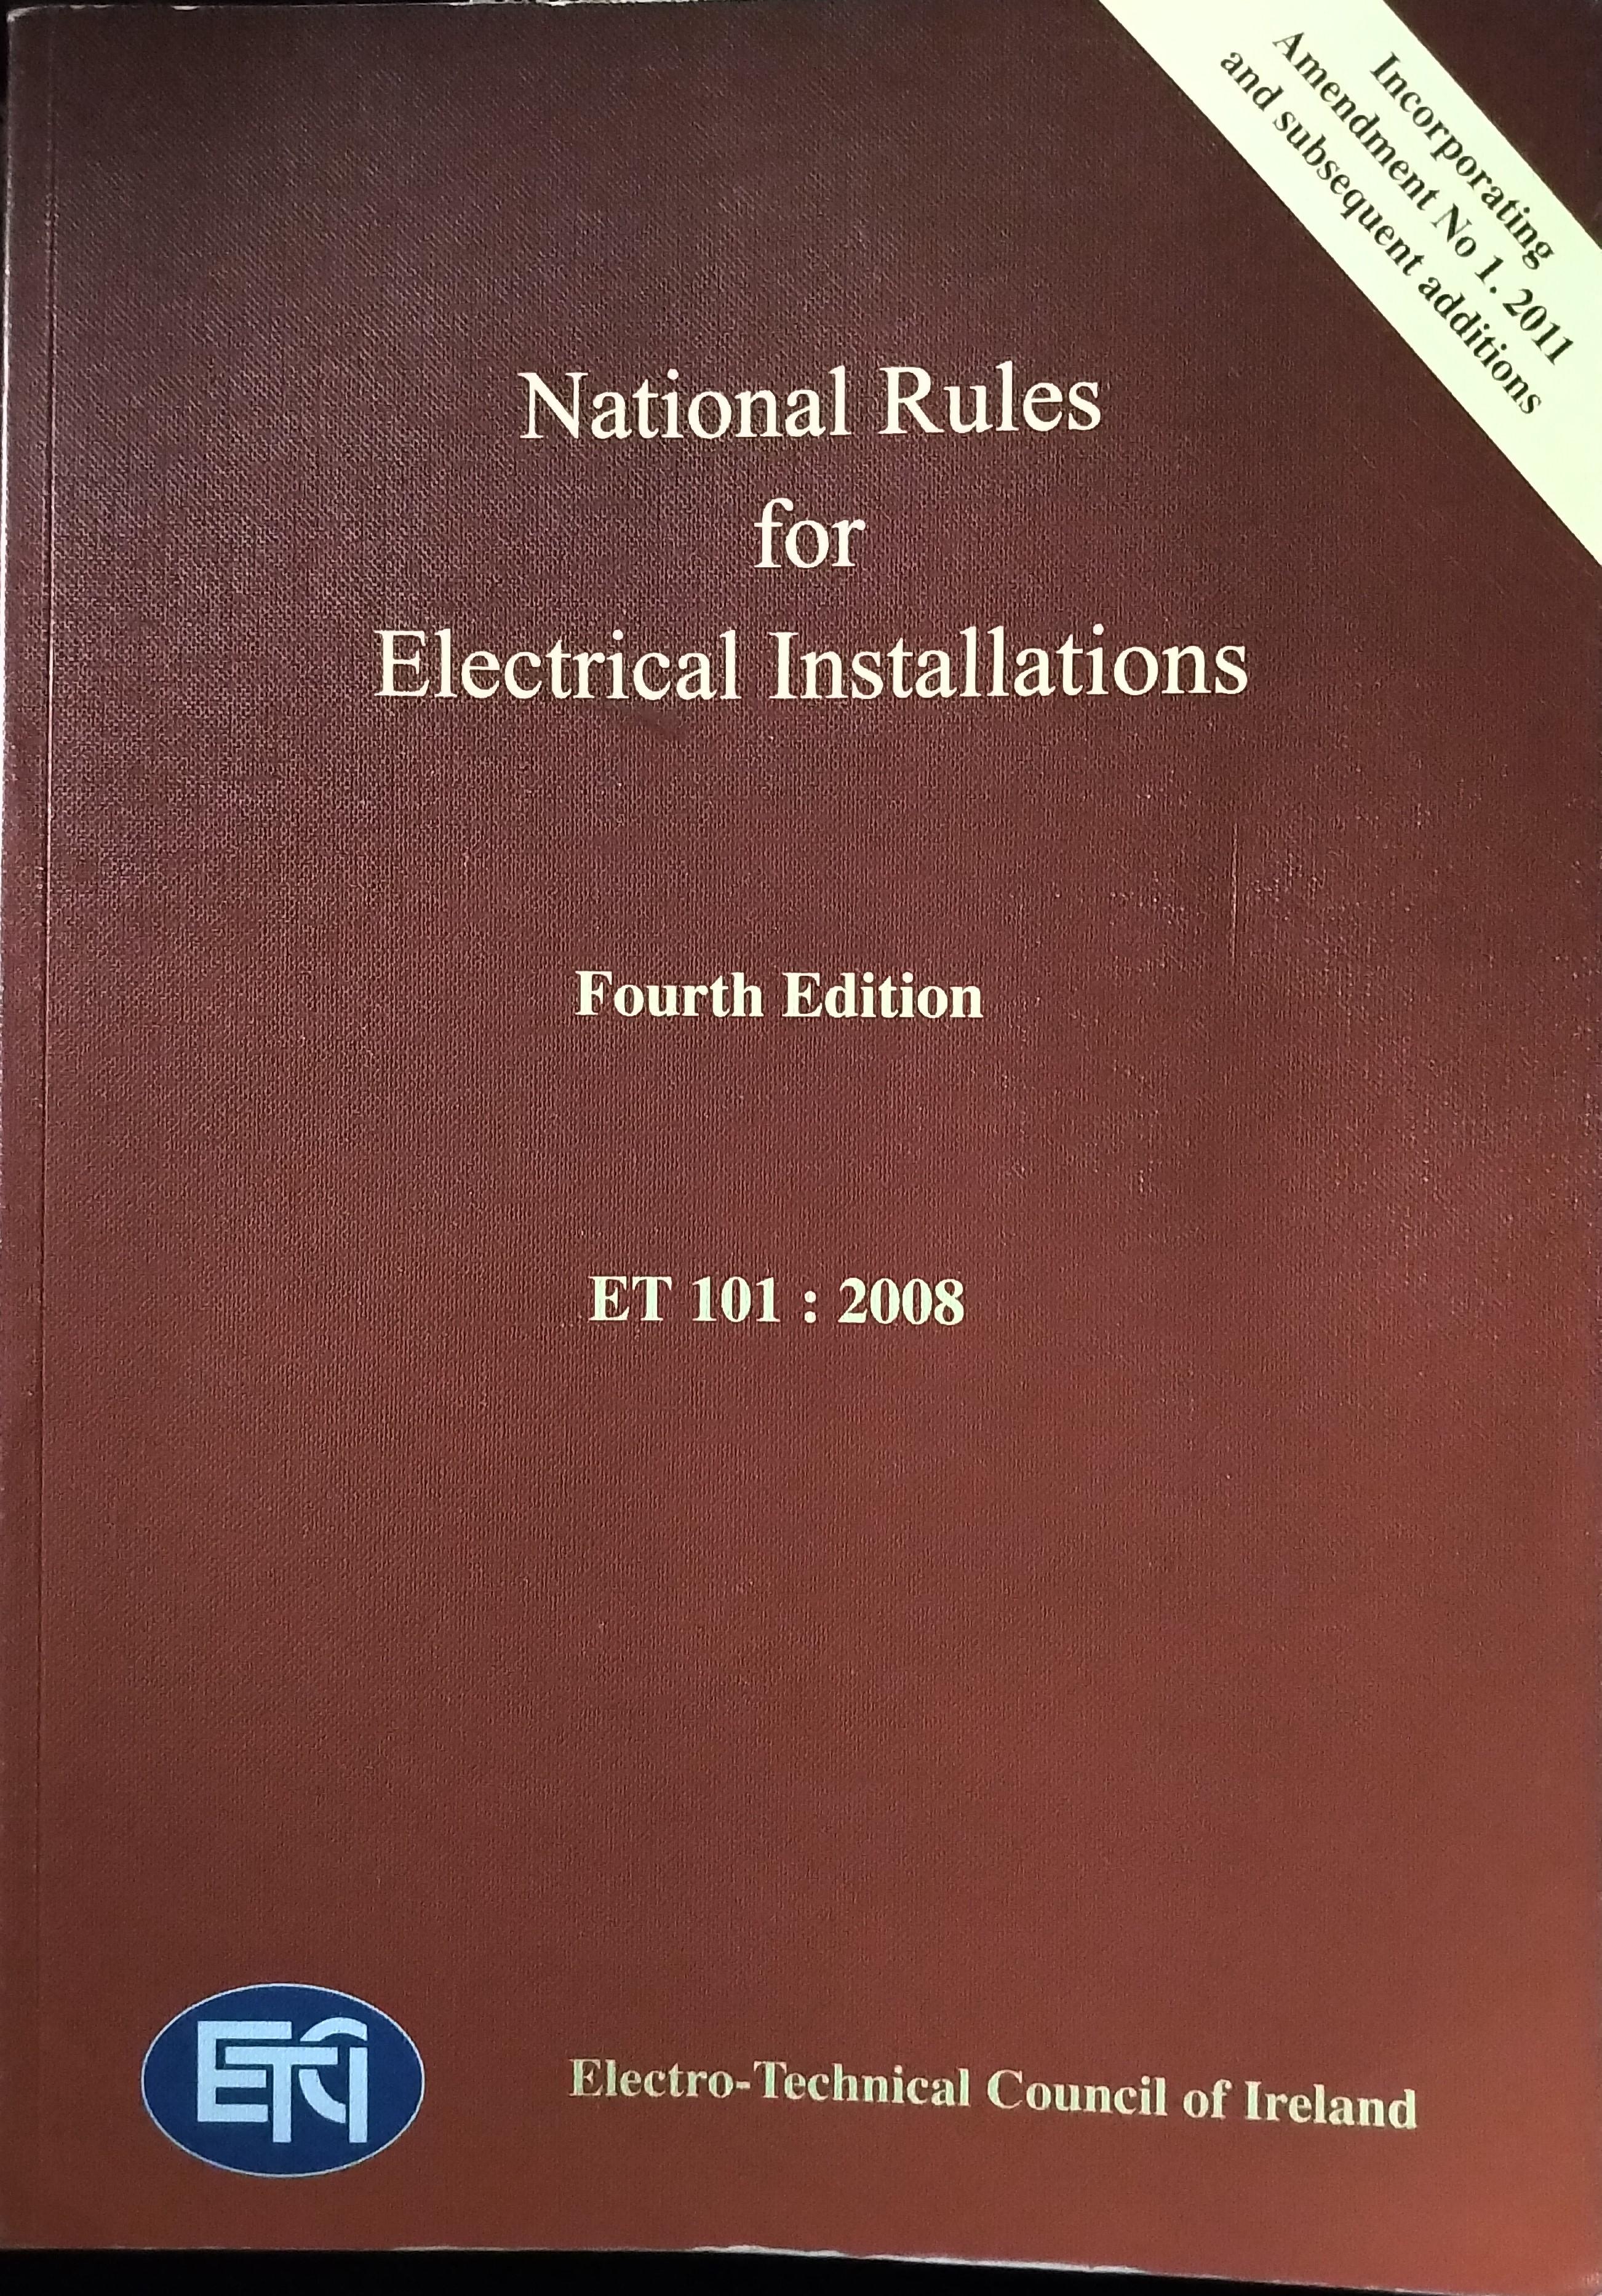 Incorporating
Amendment No 1. 2011
and subsequent additions
National Rules
for
Electrical Installations
Fourth Edition
ET 101 : 2008
ETCI
Electro-Technical Council of Ireland